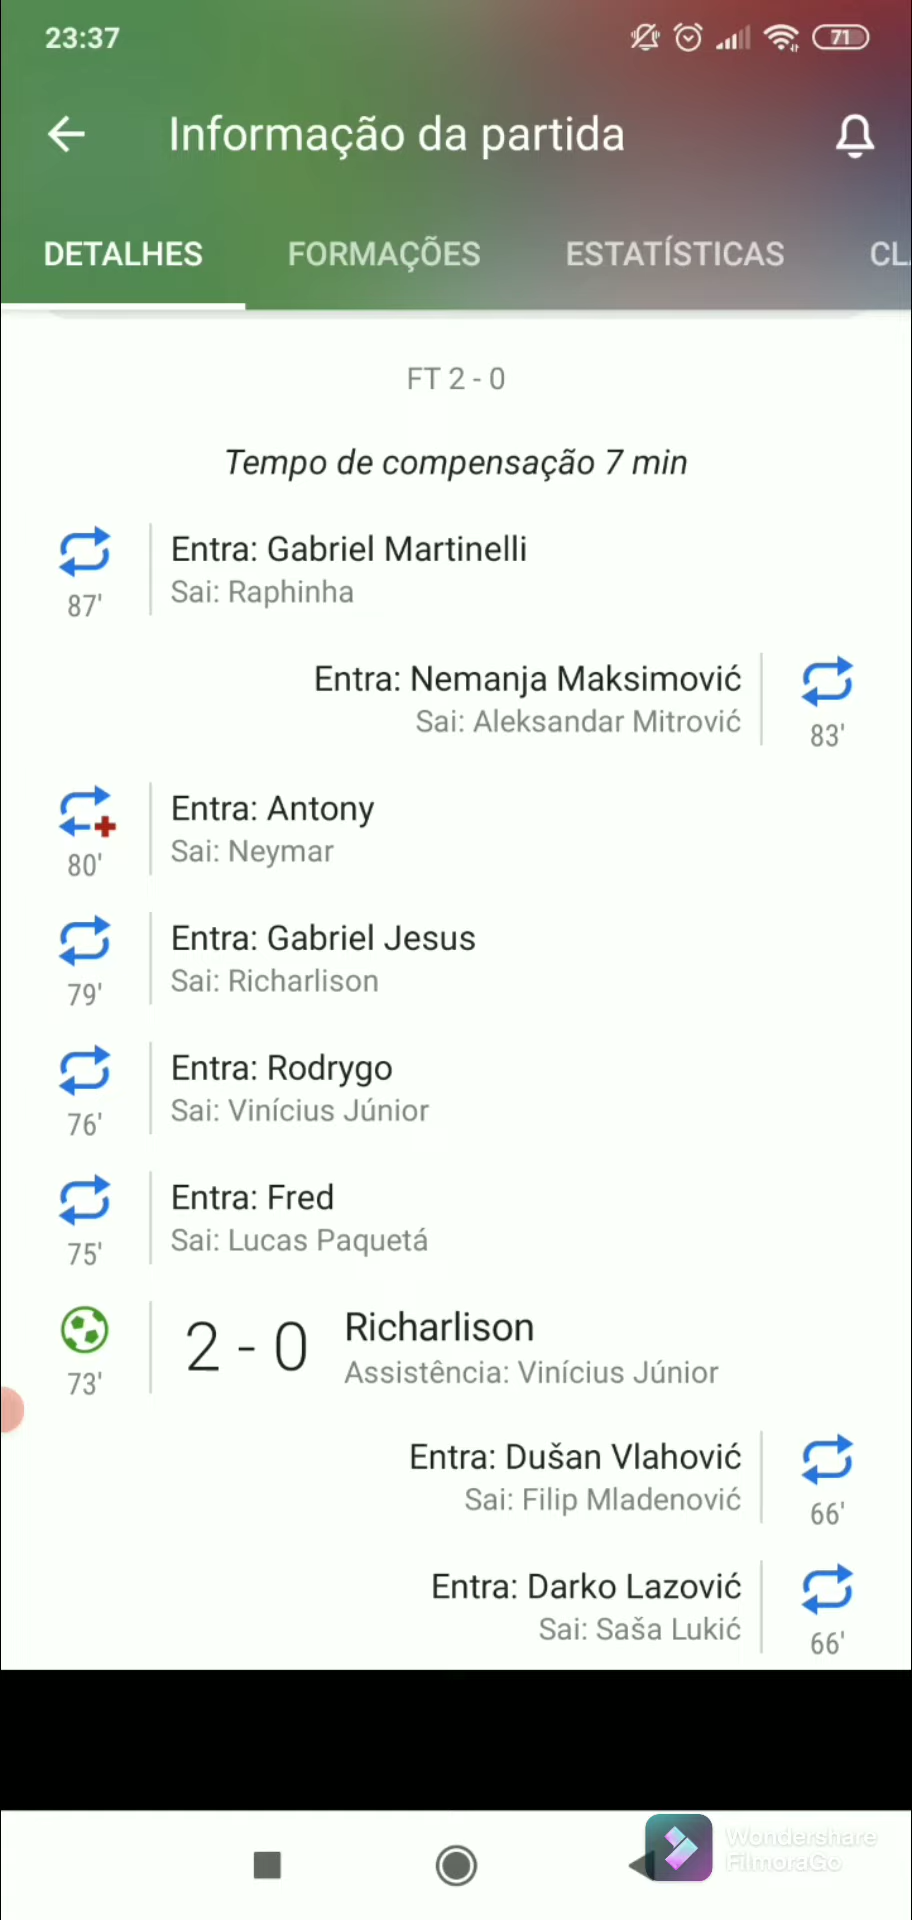 23:37
71
Informação da partida
DETALHES FORMAÇÕES ESTATÍSTICAS CL
FT 2 - 0
Tempo de compensação 7 min
Entra: Gabriel Martinelli
Sai: Raphinha
87'
Entra: Nemanja Maksimović
Sai: Aleksandar Mitrović
83'
Entra: Antony
Sai: Neymar
80'
Entra: Gabriel Jesus
Sai: Richarlison
79'
Entra: Rodrygo
Sai: Vinícius Júnior
76'
Entra: Fred
Sai: Lucas Paquetá
75'
2 - 0 Richarlison
Assistência: Vinícius Júnior
73'
Entra: Dušan Vlahović
Sai: Filip Mladenović
66'
Entra: Darko Lazović
Sai: Saša Lukić
66'
Wondershare
FilmoraGo